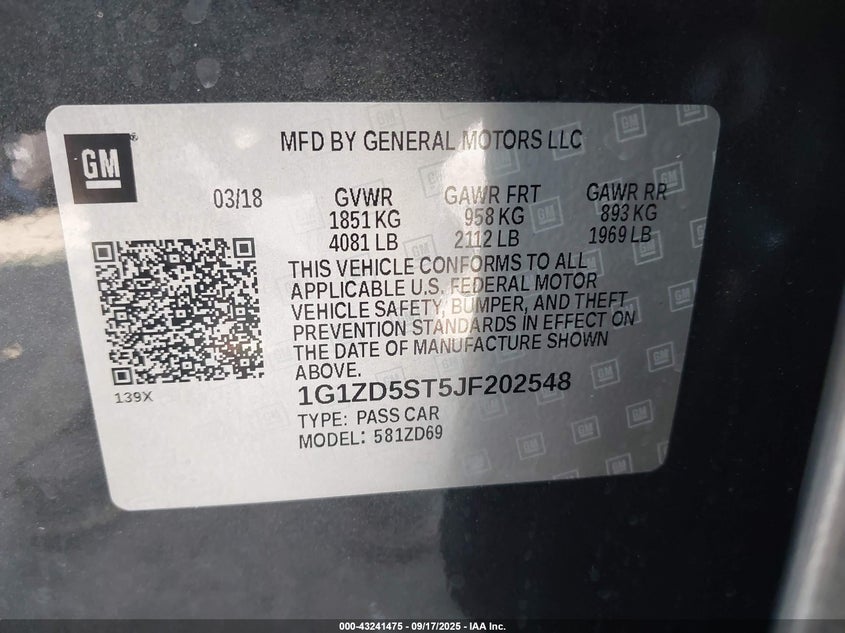 GM
MFD BY GENERAL MOTORS LLC
03/18 GVWR GAWR FRT GAWR RR
1851 KG 958 KG 893 KG
4081 LB 2112 LB 1969 LB
THIS VEHICLE CONFORMS TO ALL
APPLICABLE U.S. FEDERAL MOTOR
VEHICLE SAFETY, BUMPER, AND THEFT
PREVENTION STANDARDS IN EFFECT ON
THE DATE OF MANUFACTURE SHOWN
ABOVE.
139X
1G1ZD5ST5JF202548
TYPE: PASS CAR
MODEL: 581ZD69
000-43241475 - 09/17/2025 - IAA Inc.